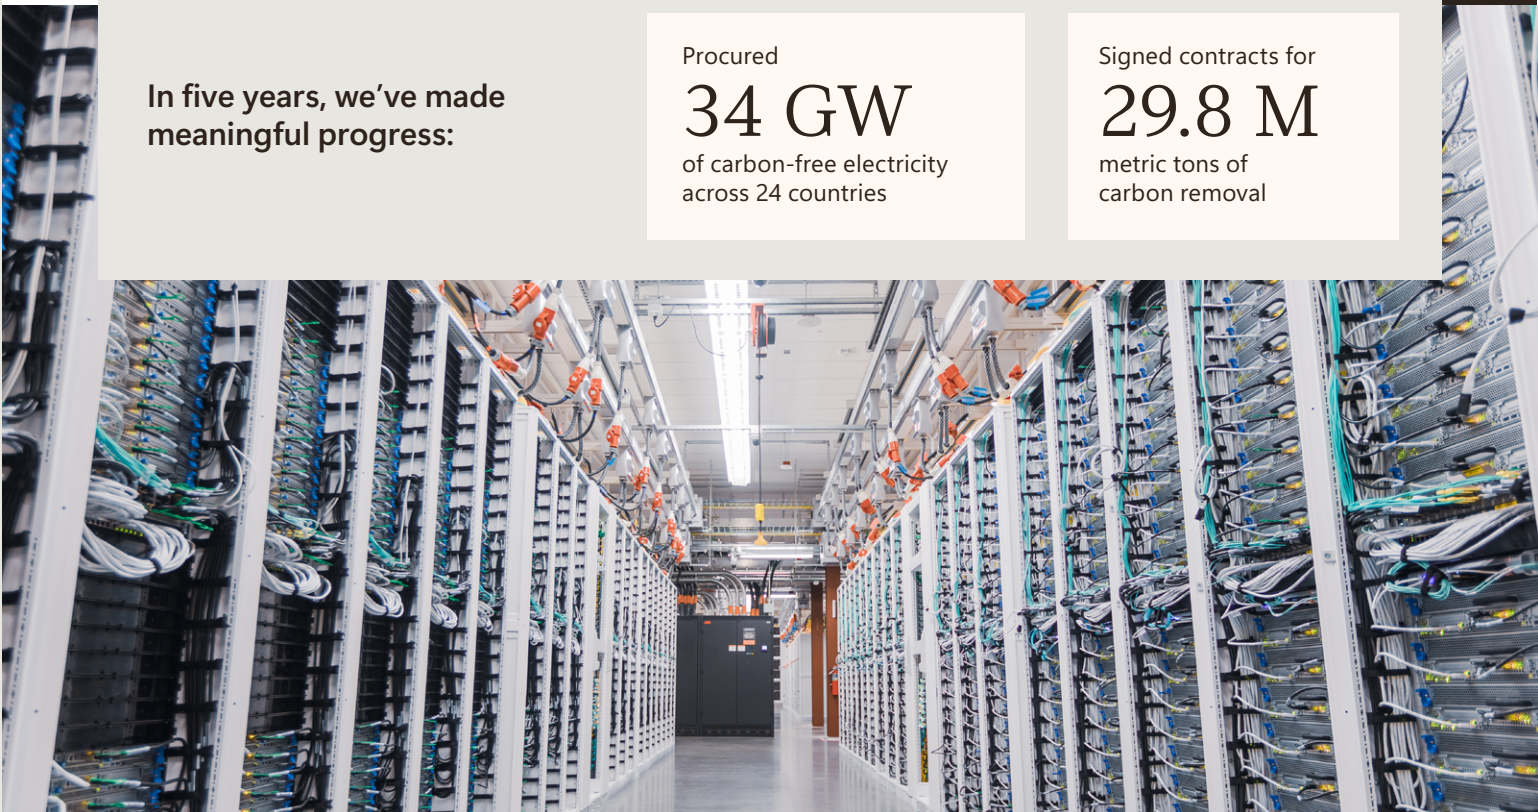 In five years, we’ve made
meaningful progress:
Procured
34 GW
of carbon-free electricity
across 24 countries
Signed contracts for
29.8 M
metric tons of
carbon removal